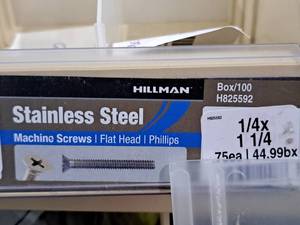 HILLMAN
Box/100
H825592
Stainless Steel
Machine Screws | Flat Head | Phillips
H825592
1/4x
1 1/4
75ea | 44.99bx